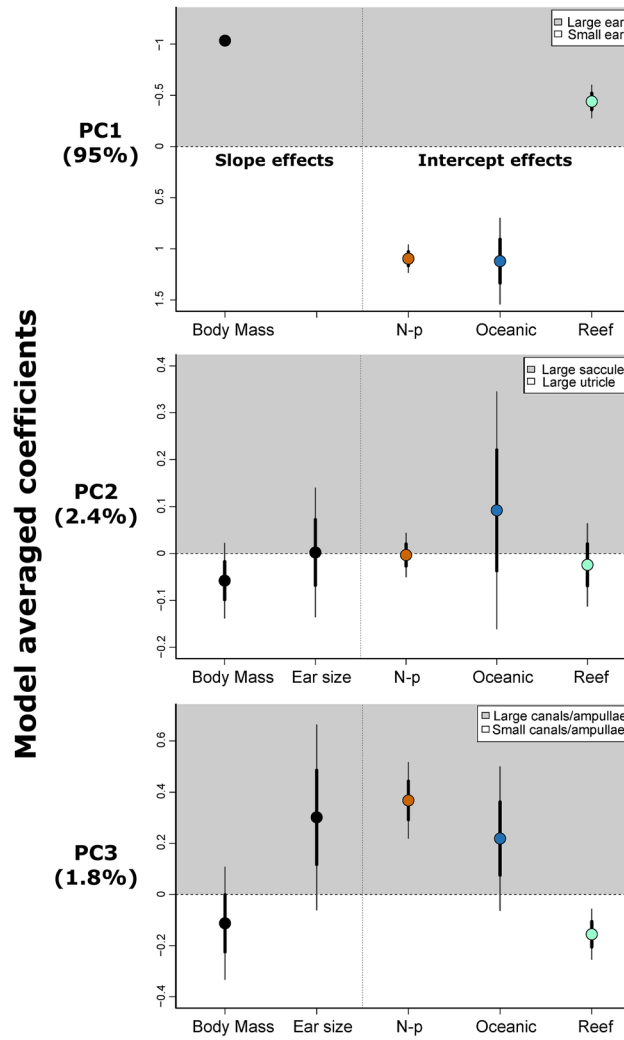 Model averaged coefficients
PC1
(95%)
-1
-0.5
0
0.5
1
1.5
Large ear
Small ear
Slope effects
Intercept effects
Body Mass
N-p
Oceanic
Reef
PC2
(2.4%)
0.4
0.3
0.2
0.1
0
-0.1
-0.2
Large saccule
Large utricle
Body Mass
Ear size
N-p
Oceanic
Reef
PC3
(1.8%)
0.6
0.4
0.2
0
-0.2
-0.4
Large canals/ampullae
Small canals/ampullae
Body Mass
Ear size
N-p
Oceanic
Reef